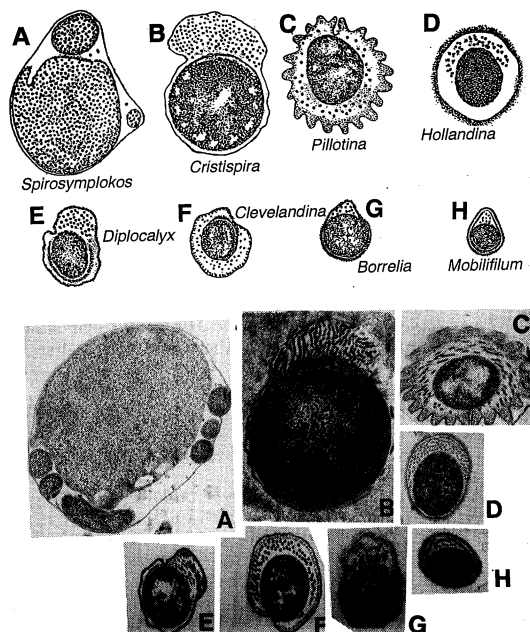 A
B
C
D
Spirosymplokos
Cristispira
Pillotina
Hollandina
E
Diplocalyx
F
Clevelandina
G
Borrelia
H
Mobilifilum
A
B
C
D
E
F
G
H